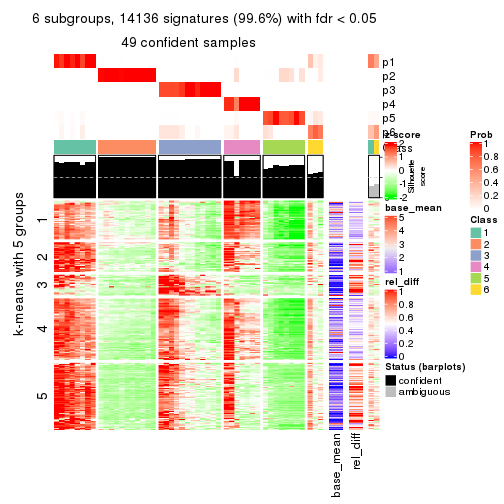 6 subgroups, 14136 signatures (99.6%) with fdr < 0.05
49 confident samples
p1
p2
p3
p4
p5
p6
Class
Silhouette
score
k-means with 5 groups
1
2
3
4
5
base_mean
rel_diff
z-score
2
1
0
-1
-2
base_mean
5
4
3
2
1
rel_diff
1
0.8
0.6
0.4
0.2
0
Status (barplots)
confident
ambiguous
Prob
1
0.8
0.6
0.4
0.2
0
Class
1
2
3
4
5
6